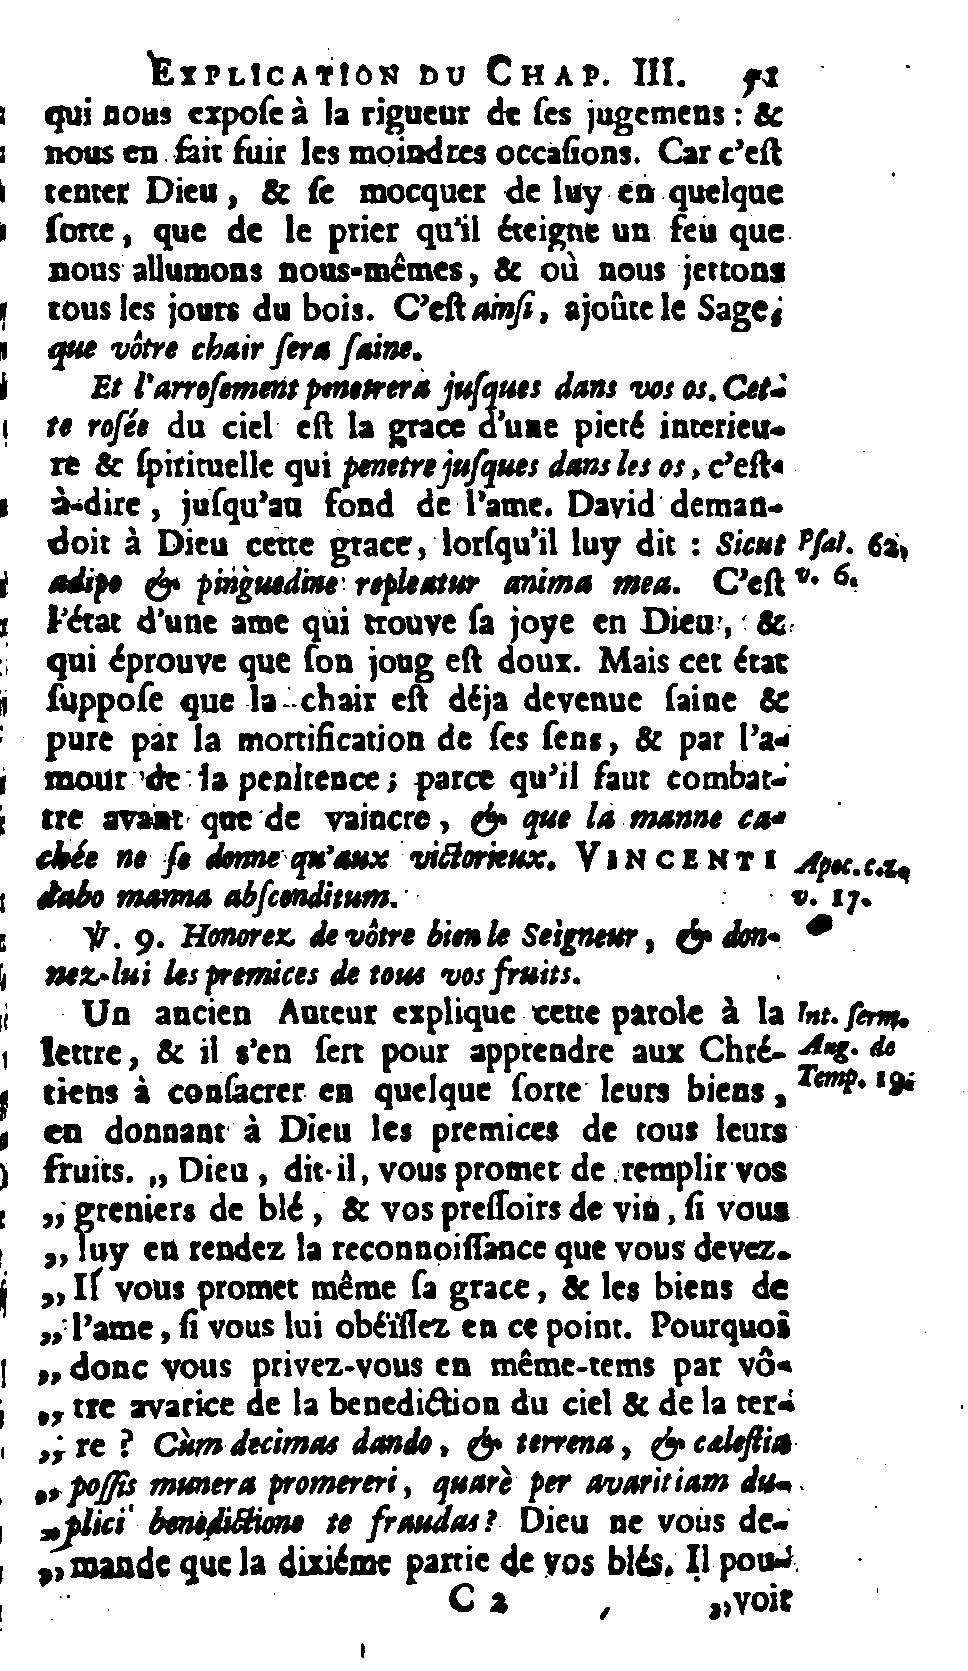 EXPLICATION DU CHAP. III. 51
qui nous expoſe à la rigueur de ſes jugemens : &
nous en fait fuir les moindres occaſions. Car c'eſt
tenter Dieu, & ſe mocquer de luy en quelque
ſorte, que de le prier qu'il éteigne un feu que
nous allumons nous-mêmes, & où nous jettons
tous les jours du bois. C'eſt ainſi, ajoûte le Sage,
que vôtre chair ſera ſaine.
Et l'arroſement penetrera juſques dans vos os. Cet-
te roſée du ciel eſt la grace d'une pieté interieu-
re & ſpirituelle qui penetre juſques dans les os, c'eſt-
à-dire, juſqu'au fond de l'ame. David deman-
doit à Dieu cette grace, lorſqu'il luy dit : Sicut
Pſal. 62,
adipe & pinguedine repleatur anima mea. C'eſt
v. 6.
l'état d'une ame qui trouve ſa joye en Dieu, &
qui éprouve que ſon joug eſt doux. Mais cet état
ſuppoſe que la chair eſt déja devenue ſaine &
pure par la mortification de ſes ſens, & par l'a-
mour de la penitence ; parce qu'il faut combat-
tre avant que de vaincre, & que la manne ca-
chée ne ſe donne qu'aux victorieux. VINCENTI
Apoc. c. 2,
dabo manna abſconditum.
v. 17.
℣. 9. Honorez de vôtre bien le Seigneur, & don-
nez-lui les premices de tous vos fruits.
Un ancien Auteur explique cette parole à la
Int. ſerm.
lettre, & il s'en ſert pour apprendre aux Chré-
Aug. de
tiens à conſacrer en quelque ſorte leurs biens,
Temp. 19.
en donnant à Dieu les premices de tous leurs
fruits. „ Dieu, dit-il, vous promet de remplir vos
„ greniers de blé, & vos preſſoirs de vin, ſi vous
„ luy en rendez la reconnoiſſance que vous devez.
„ Il vous promet même ſa grace, & les biens de
„ l'ame, ſi vous lui obéïſſez en ce point. Pourquoi
„ donc vous privez-vous en même-tems par vô-
„ tre avarice de la benediction du ciel & de la ter-
„ re ? Cùm decimas dando, & terrena, & cæleſtia
„ poſſis munera promereri, quarè per avaritiam du-
„ plici benedictione te fraudas ? Dieu ne vous de-
„ mande que la dixiéme partie de vos blés. Il pou-
C 2
„ voit